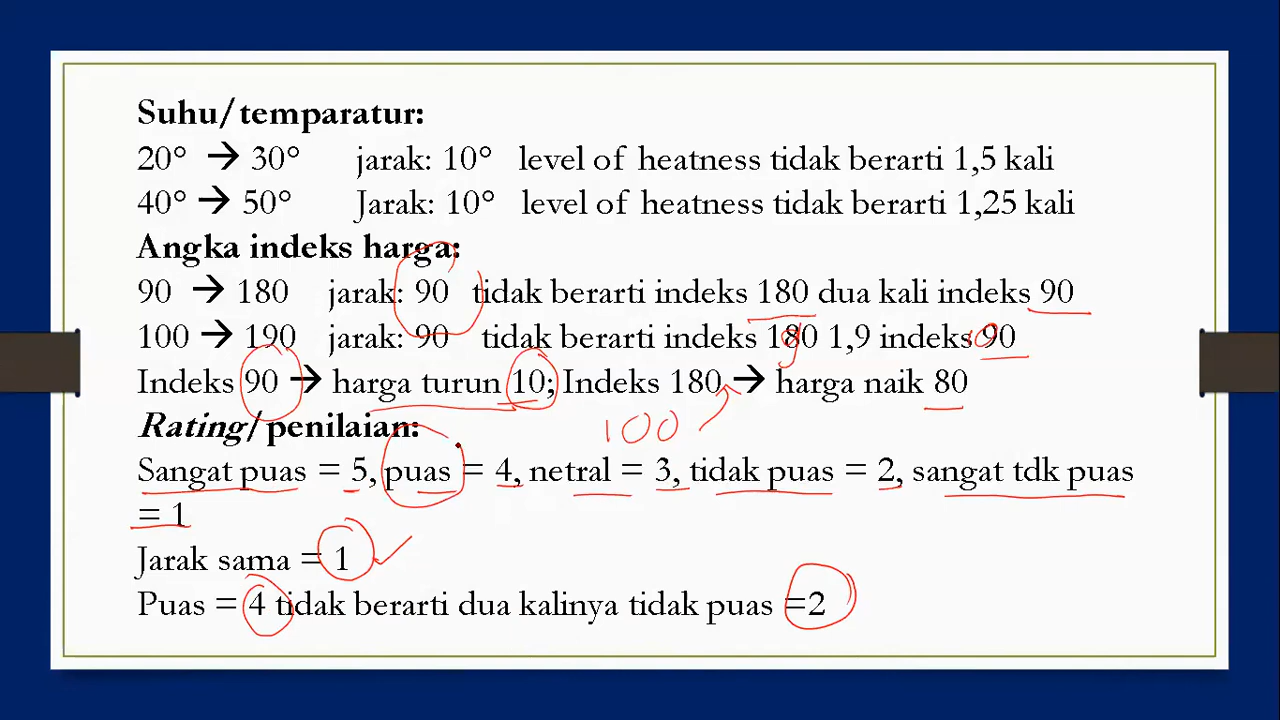 Suhu/temparatur:
20° → 30° jarak: 10° level of heatness tidak berarti 1,5 kali
40° → 50° Jarak: 10° level of heatness tidak berarti 1,25 kali
Angka indeks harga:
90 → 180 jarak: 90 tidak berarti indeks 180 dua kali indeks 90
100 → 190 jarak: 90 tidak berarti indeks 180 1,9 indeks 90
Indeks 90 → harga turun 10; Indeks 180 → harga naik 80
100
Rating/penilaian:
Sangat puas = 5, puas = 4, netral = 3, tidak puas = 2, sangat tdk puas
= 1
Jarak sama = 1
Puas = 4 tidak berarti dua kalinya tidak puas =2